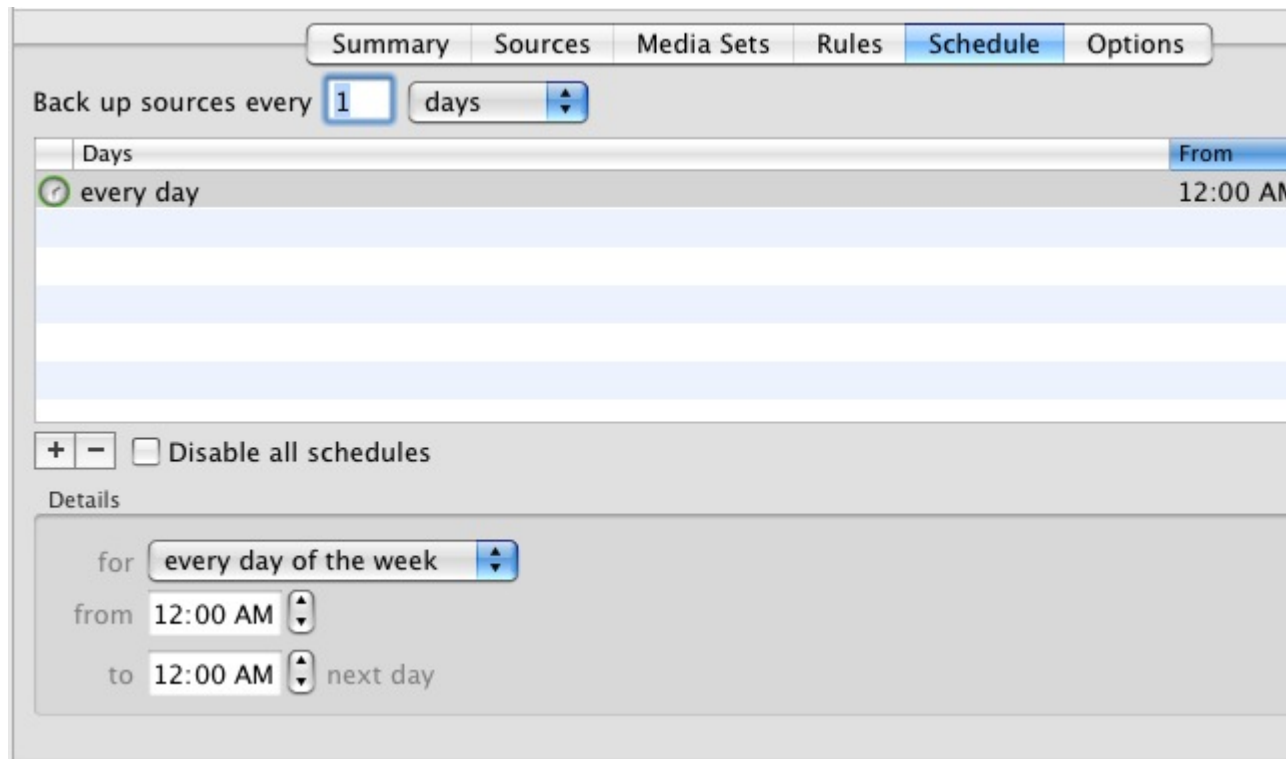 Summary Sources Media Sets Rules Schedule Options
Back up sources every 1 days
Days From
every day 12:00 AM
+ - Disable all schedules
Details
for every day of the week
from 12:00 AM
to 12:00 AM next day